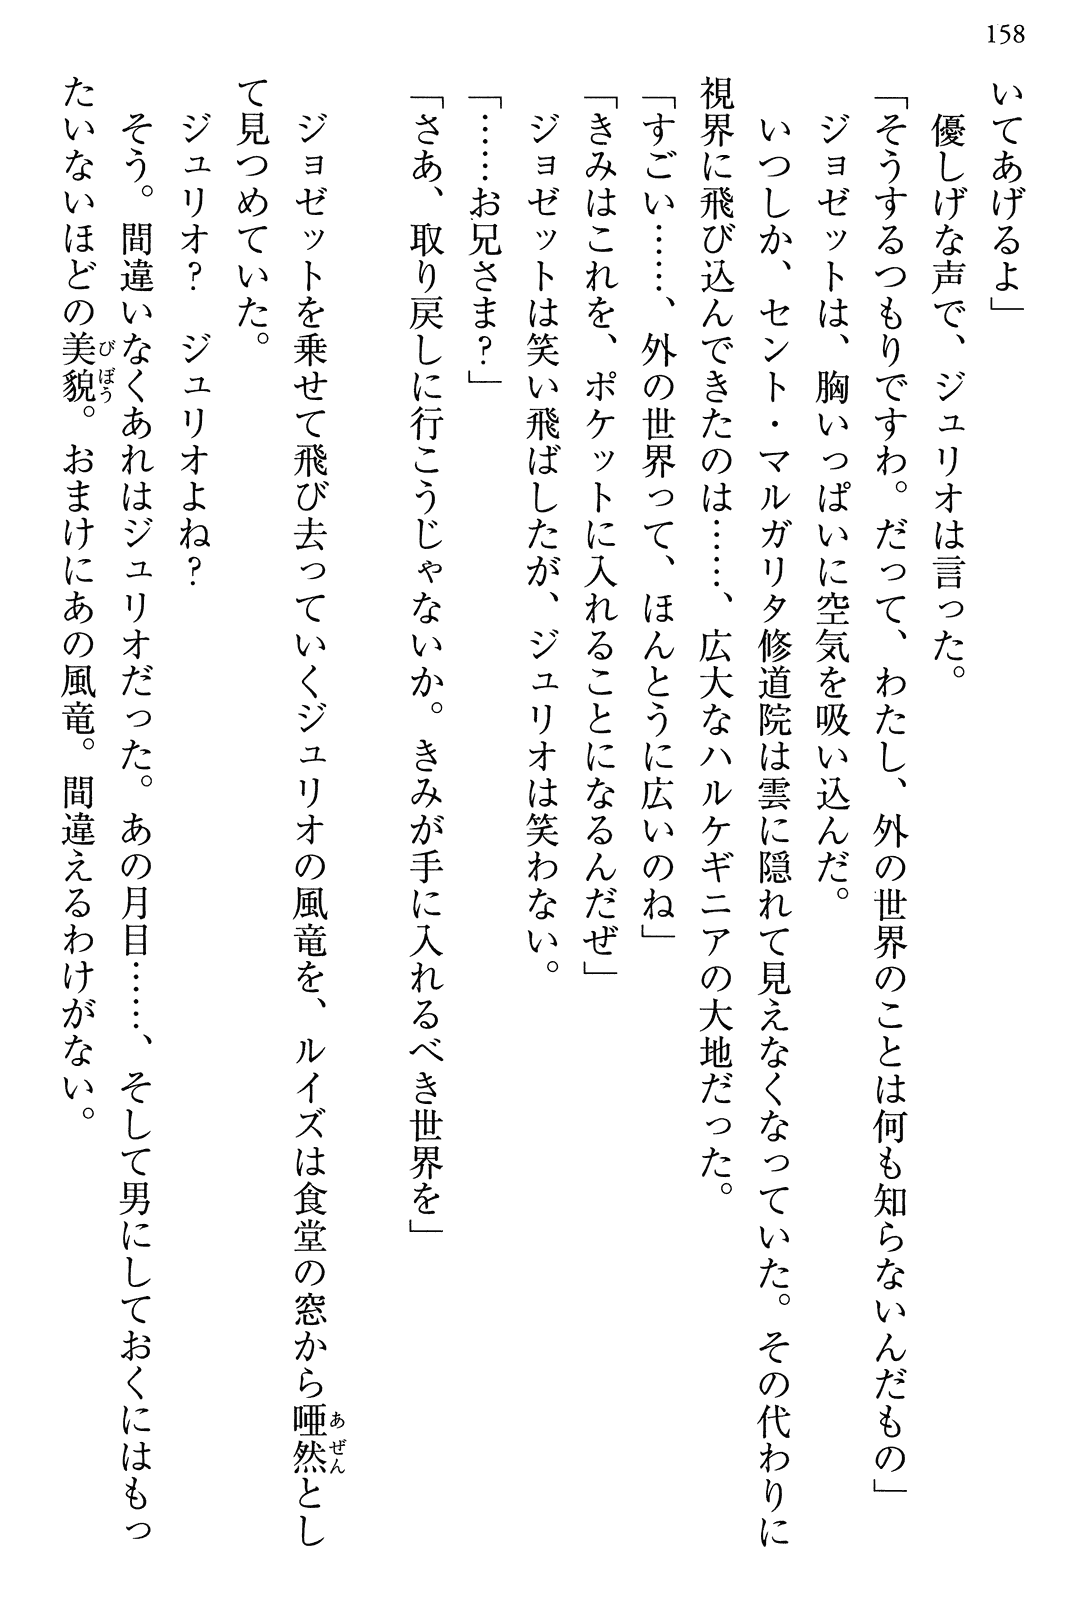 158
いてあげるよ」
　優しげな声で、ジュリオは言った。
「そうするつもりですわ。だって、わたし、外の世界のことは何も知らないんだもの」
　ジョゼットは、胸いっぱいに空気を吸い込んだ。
　いつしか、セント・マルガリタ修道院は雲に隠れて見えなくなっていた。その代わりに
視界に飛び込んできたのは……、広大なハルケギニアの大地だった。
「すごい……、外の世界って、ほんとうに広いのね」
「きみはこれを、ポケットに入れることになるんだぜ」
　ジョゼットは笑い飛ばしたが、ジュリオは笑わない。
「……お兄さま？」
「さあ、取り戻しに行こうじゃないか。きみが手に入れるべき世界を」
　ジョゼットを乗せて飛び去っていくジュリオの風竜を、ルイズは食堂の窓から唖然とし
あぜん
て見つめていた。
　ジュリオ？　ジュリオよね？
　そう。間違いなくあれはジュリオだった。あの月目……、そして男にしておくにはもっ
たいないほどの美貌。おまけにあの風竜。間違えるわけがない。
びぼう